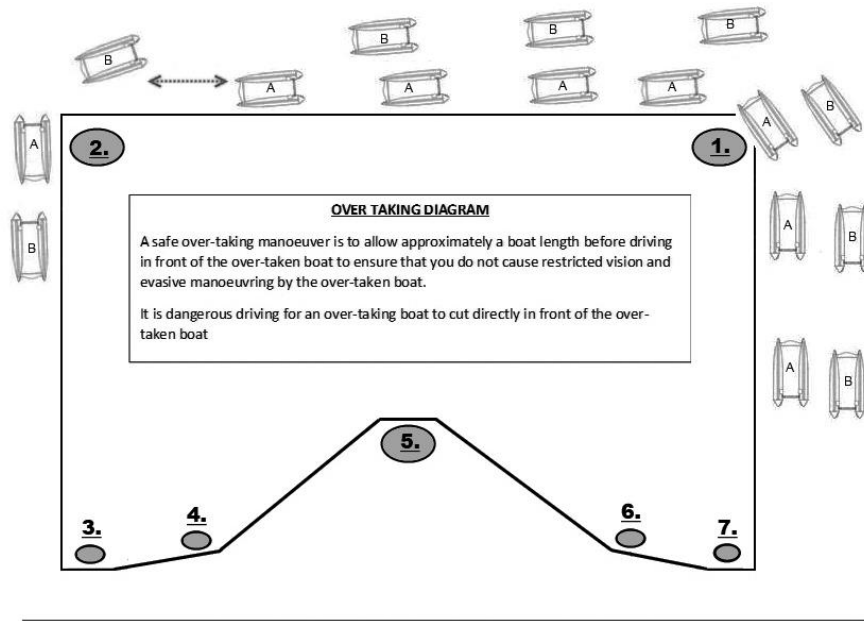 B B B B
A A A A A B
2. 1.
A
B
A B
OVER TAKING DIAGRAM
A safe over-taking manoeuver is to allow approximately a boat length before driving
in front of the over-taken boat to ensure that you do not cause restricted vision and
evasive manoeuvring by the over-taken boat.
It is dangerous driving for an over-taking boat to cut directly in front of the over-
taken boat
A B
5.
3. 4. 6. 7.